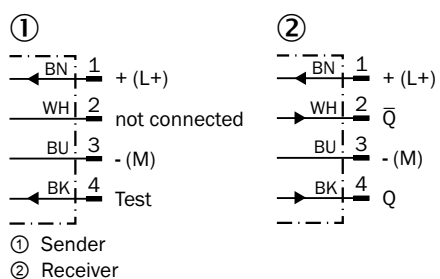 ① ②
BN 1 + (L+) BN 1 + (L+)
WH 2 not connected WH 2 Q̅
BU 3 - (M) BU 3 - (M)
BK 4 Test BK 4 Q
① Sender
② Receiver